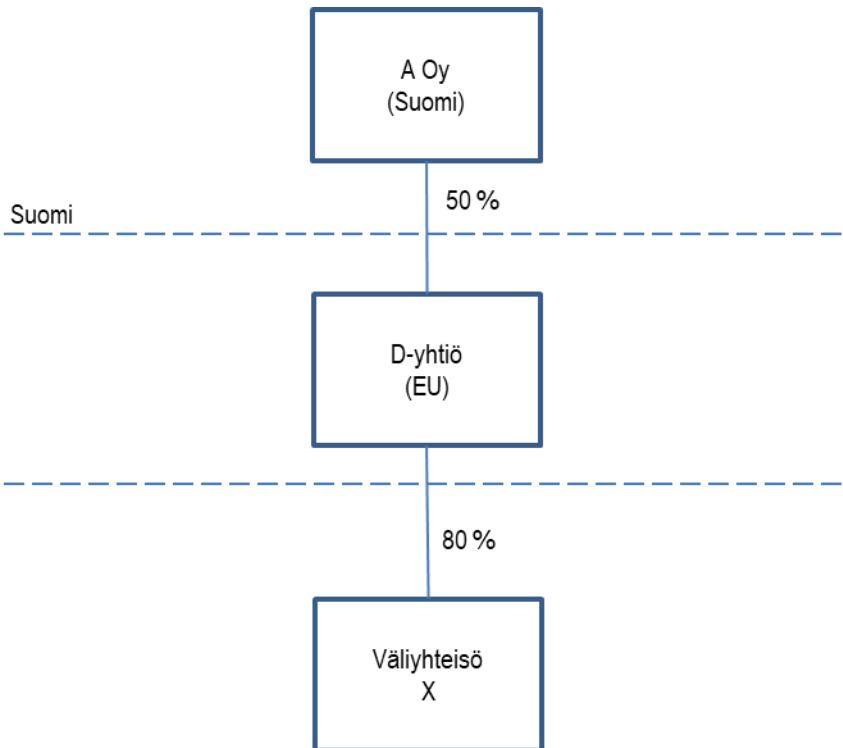 A Oy
(Suomi)
50 %
Suomi
D-yhtiö
(EU)
80 %
Väliyhteisö
X